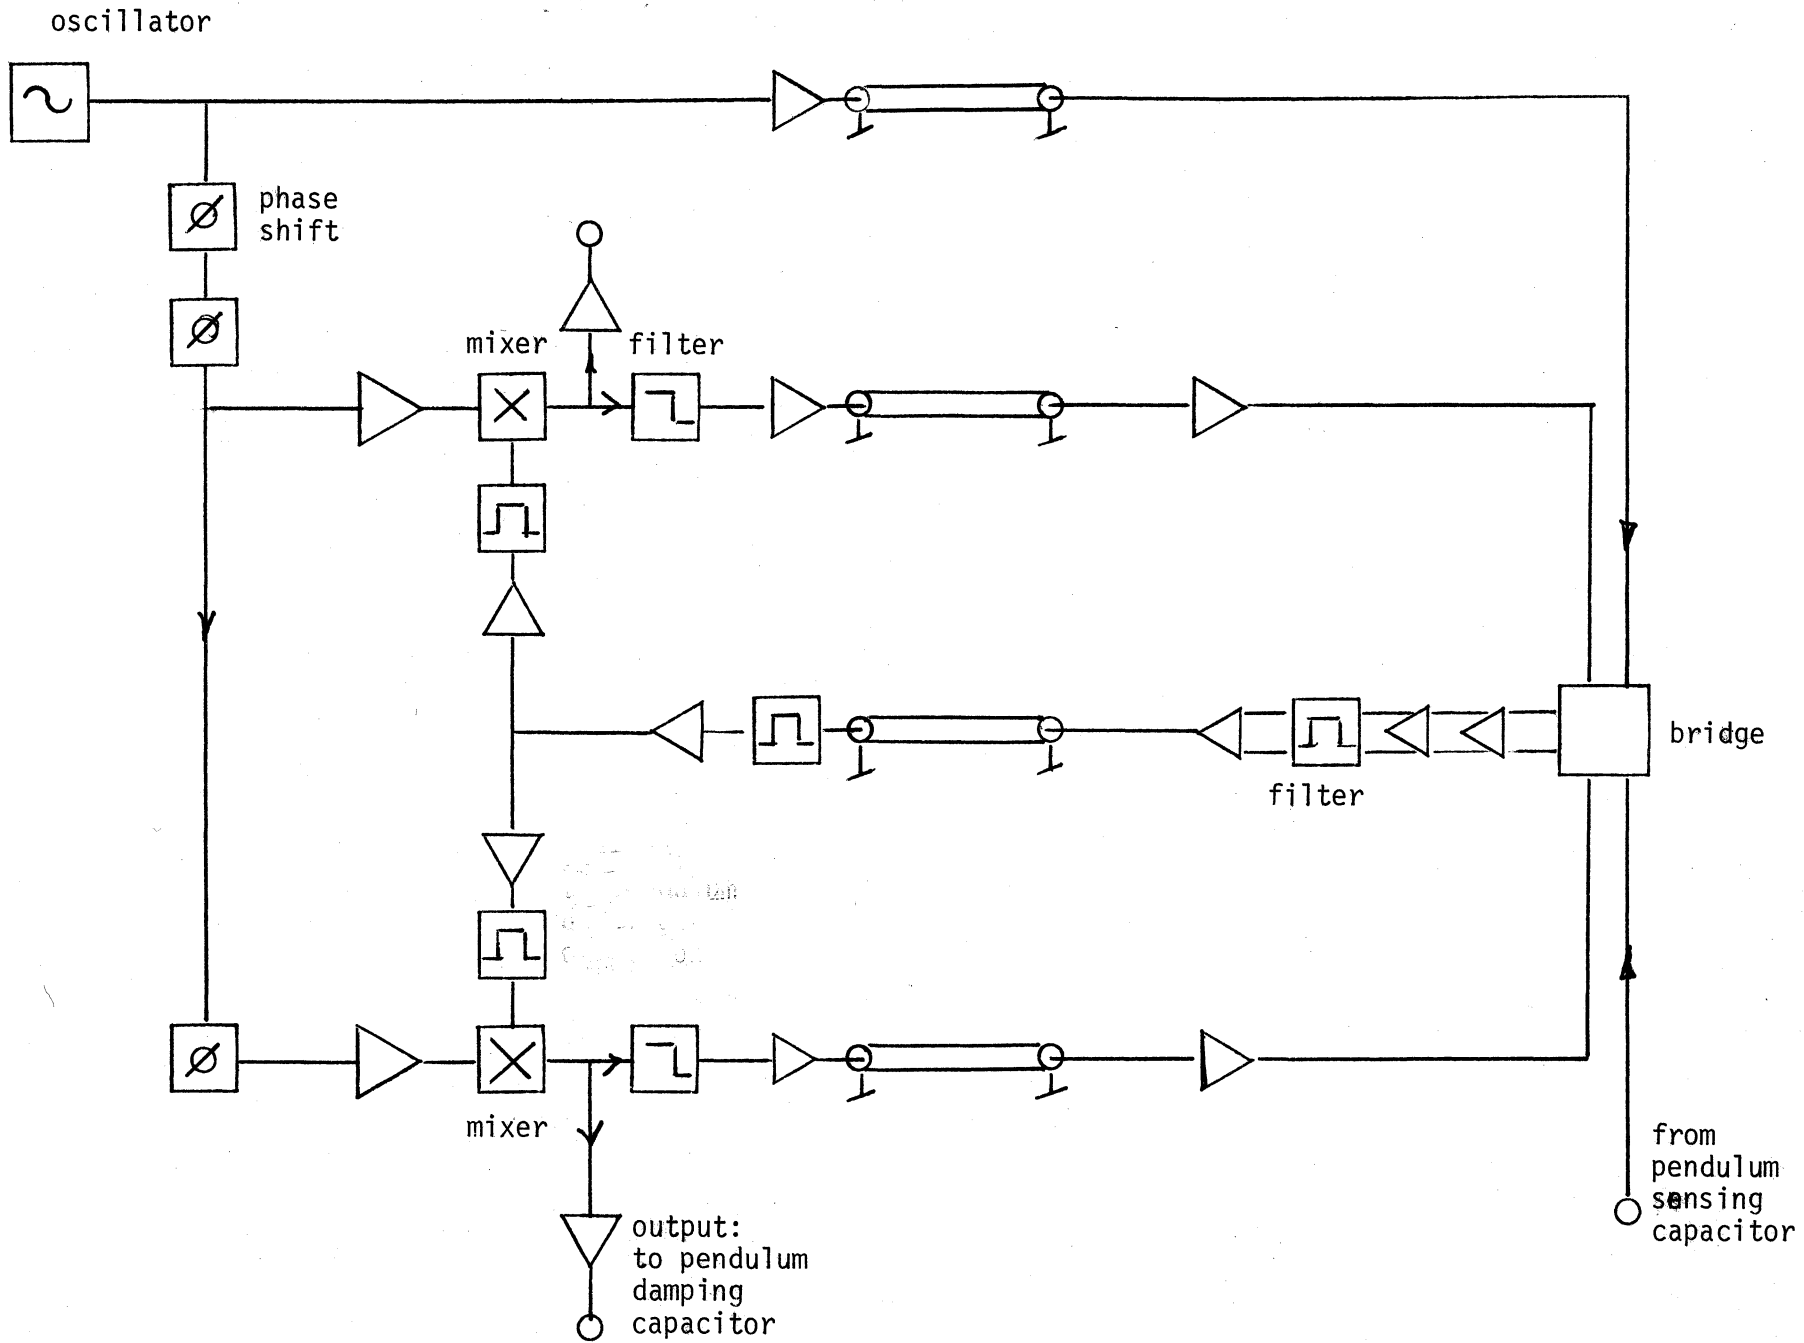 oscillator
phase
shift
mixer
filter
bridge
filter
mixer
from
pendulum
sensing
capacitor
output:
to pendulum
damping
capacitor